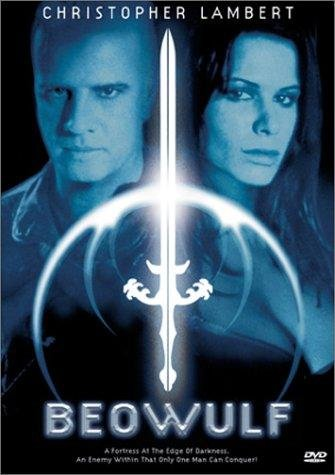 CHRISTOPHER LAMBERT
BEOWULF
A Fortress At The Edge Of Darkness.
An Enemy Within That Only One Man Can Conquer!
DVD